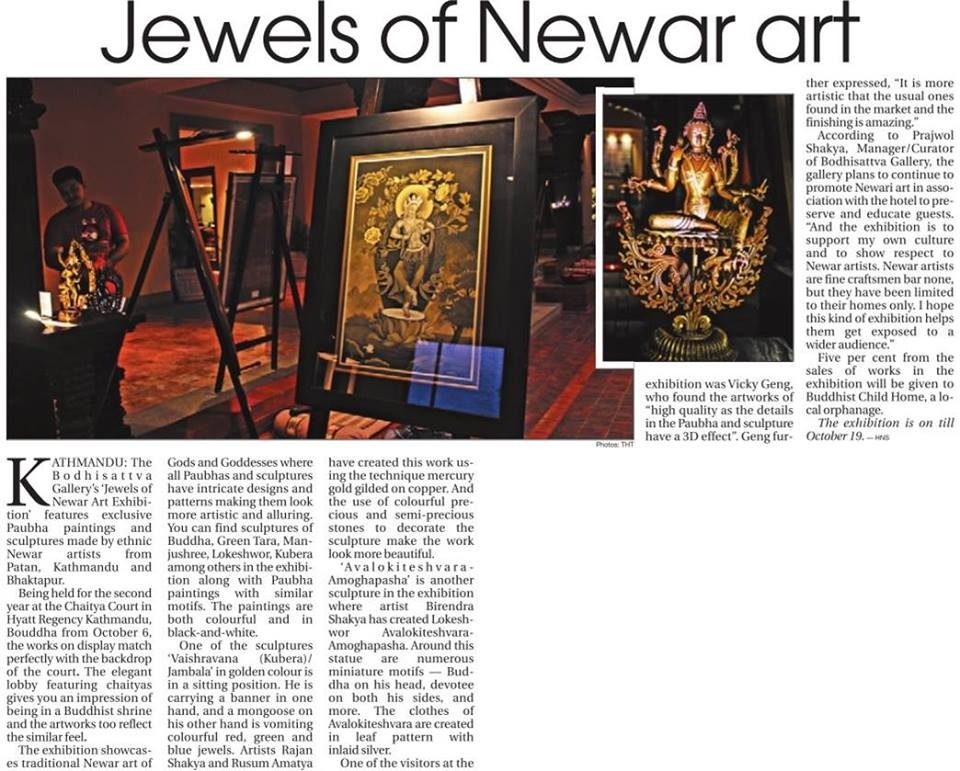 Jewels of Newar art
Photos: THT
KATHMANDU: The
Bodhisattva
Gallery's 'Jewels of
Newar Art Exhibi-
tion' features exclusive
Paubha paintings and
sculptures made by ethnic
Newar artists from
Patan, Kathmandu and
Bhaktapur.
Being held for the second
year at the Chaitya Court in
Hyatt Regency Kathmandu,
Bouddha from October 6,
the works on display match
perfectly with the backdrop
of the court. The elegant
lobby featuring chaityas
gives you an impression of
being in a Buddhist shrine
and the artworks too reflect
the similar feel.
The exhibition showcas-
es traditional Newar art of
Gods and Goddesses where
all Paubhas and sculptures
have intricate designs and
patterns making them look
more artistic and alluring.
You can find sculptures of
Buddha, Green Tara, Man-
jushree, Lokeshwor, Kubera
among others in the exhibi-
tion along with Paubha
paintings with similar
motifs. The paintings are
both colourful and in
black-and-white.
One of the sculptures
'Vaishravana (Kubera)/
Jambala' in golden colour is
in a sitting position. He is
carrying a banner in one
hand, and a mongoose on
his other hand is vomiting
colourful red, green and
blue jewels. Artists Rajan
Shakya and Rusum Amatya
have created this work us-
ing the technique mercury
gold gilded on copper. And
the use of colourful pre-
cious and semi-precious
stones to decorate the
sculpture make the work
look more beautiful.
'Avalokiteshvara-
Amoghapasha' is another
sculpture in the exhibition
where artist Birendra
Shakya has created Lokesh-
wor Avalokiteshvara-
Amoghapasha. Around this
statue are numerous
miniature motifs — Bud-
dha on his head, devotee
on both his sides, and
more. The clothes of
Avalokiteshvara are created
in leaf pattern with
inlaid silver.
One of the visitors at the
exhibition was Vicky Geng,
who found the artworks of
"high quality as the details
in the Paubha and sculpture
have a 3D effect". Geng fur-
ther expressed, "It is more
artistic that the usual ones
found in the market and the
finishing is amazing."
According to Prajwol
Shakya, Manager/Curator
of Bodhisattva Gallery, the
gallery plans to continue to
promote Newari art in asso-
ciation with the hotel to pre-
serve and educate guests.
"And the exhibition is to
support my own culture
and to show respect to
Newar artists. Newar artists
are fine craftsmen bar none,
but they have been limited
to their homes only. I hope
this kind of exhibition helps
them get exposed to a
wider audience."
Five per cent from the
sales of works in the
exhibition will be given to
Buddhist Child Home, a lo-
cal orphanage.
The exhibition is on till
October 19. — HNS